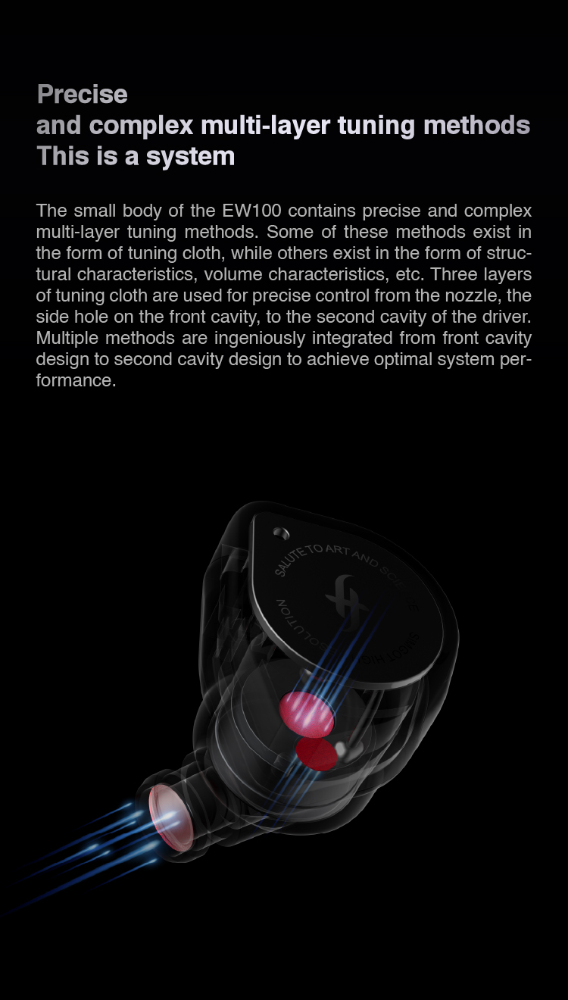 Precise
and complex multi-layer tuning methods
This is a system
The small body of the EW100 contains precise and complex
multi-layer tuning methods. Some of these methods exist in
the form of tuning cloth, while others exist in the form of struc-
tural characteristics, volume characteristics, etc. Three layers
of tuning cloth are used for precise control from the nozzle, the
side hole on the front cavity, to the second cavity of the driver.
Multiple methods are ingeniously integrated from front cavity
design to second cavity design to achieve optimal system per-
formance.
SALUTE TO ART AND SCIENCE
SIMGOT HIGH SOLUTION